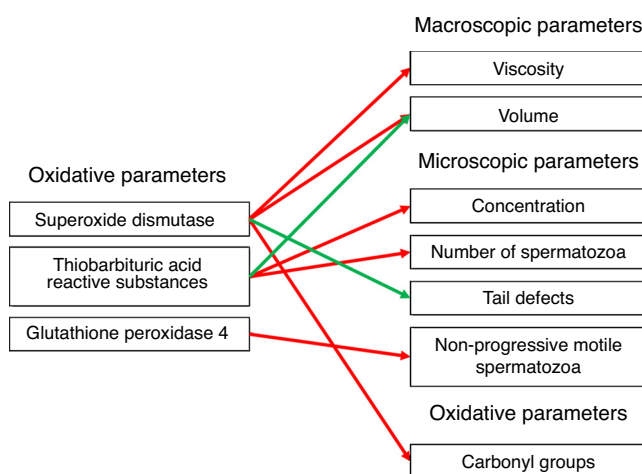 Oxidative parameters
Superoxide dismutase
Thiobarbituric acid
reactive substances
Glutathione peroxidase 4
Macroscopic parameters
Viscosity
Volume
Microscopic parameters
Concentration
Number of spermatozoa
Tail defects
Non-progressive motile
spermatozoa
Oxidative parameters
Carbonyl groups